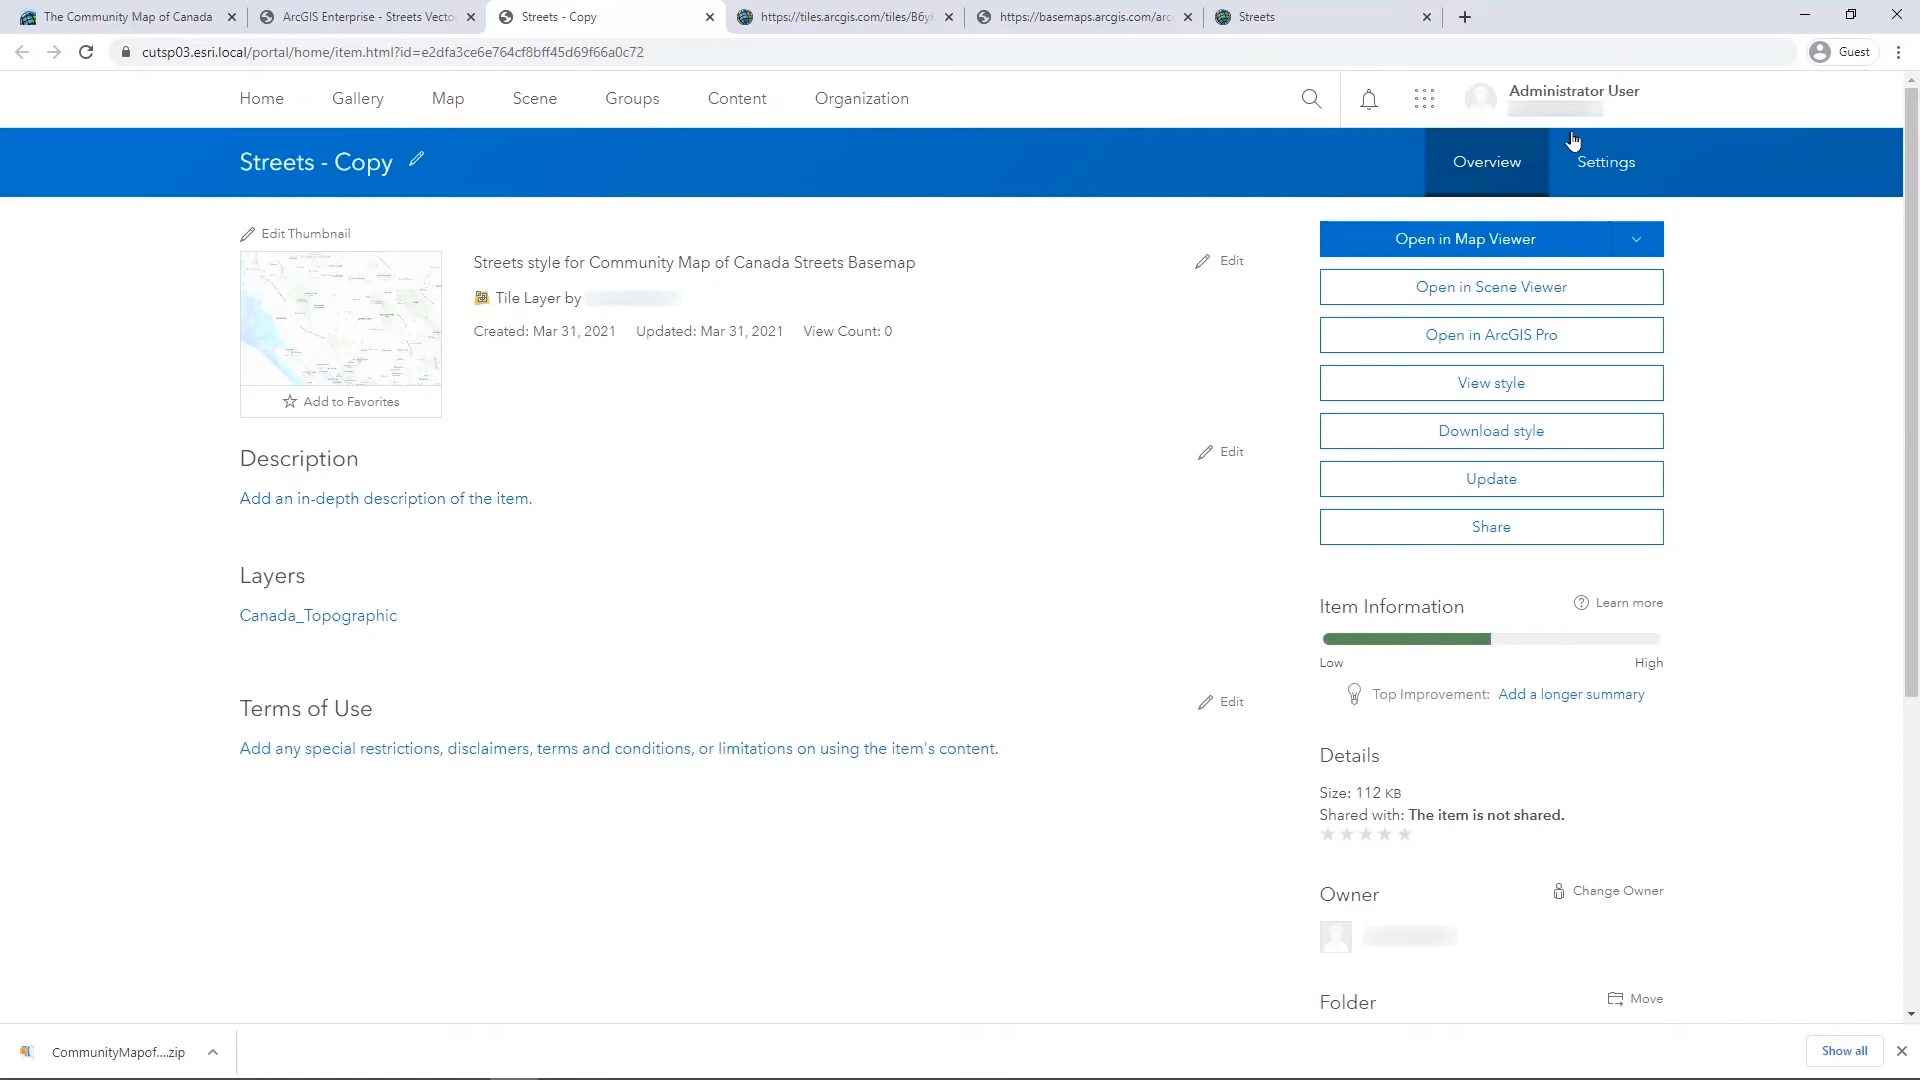 The Community Map of Canada
ArcGIS Enterprise - Streets Vecto
Streets - Copy
https://tiles.arcgis.com/tiles/B6yk
https://basemaps.arcgis.com/arc
Streets
cutsp03.esri.local/portal/home/item.html?id=e2dfa3ce6e764cf8bff45d69f66a0c72
Guest
Home
Gallery
Map
Scene
Groups
Content
Organization
Administrator User
Streets - Copy
Overview
Settings
Edit Thumbnail
Add to Favorites
Streets style for Community Map of Canada Streets Basemap
Edit
Tile Layer by
Created: Mar 31, 2021 Updated: Mar 31, 2021 View Count: 0
Description
Edit
Add an in-depth description of the item.
Layers
Canada_Topographic
Terms of Use
Edit
Add any special restrictions, disclaimers, terms and conditions, or limitations on using the item's content.
Open in Map Viewer
Open in Scene Viewer
Open in ArcGIS Pro
View style
Download style
Update
Share
Item Information
Learn more
Low
High
Top Improvement: Add a longer summary
Details
Size: 112 KB
Shared with: The item is not shared.
Owner
Change Owner
Folder
Move
CommunityMapof....zip
Show all